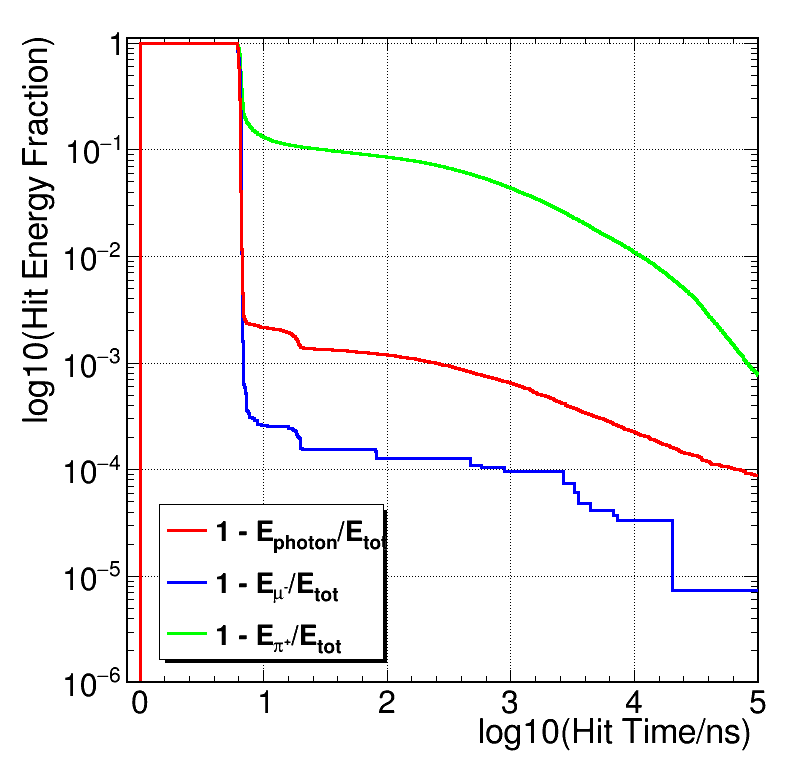 log10(Hit Energy Fraction)
1
10⁻¹
10⁻²
10⁻³
10⁻⁴
10⁻⁵
10⁻⁶
1 - E_photon/E_tot
1 - E_μ⁻/E_tot
1 - E_π⁺/E_tot
0 1 2 3 4 5
log10(Hit Time/ns)